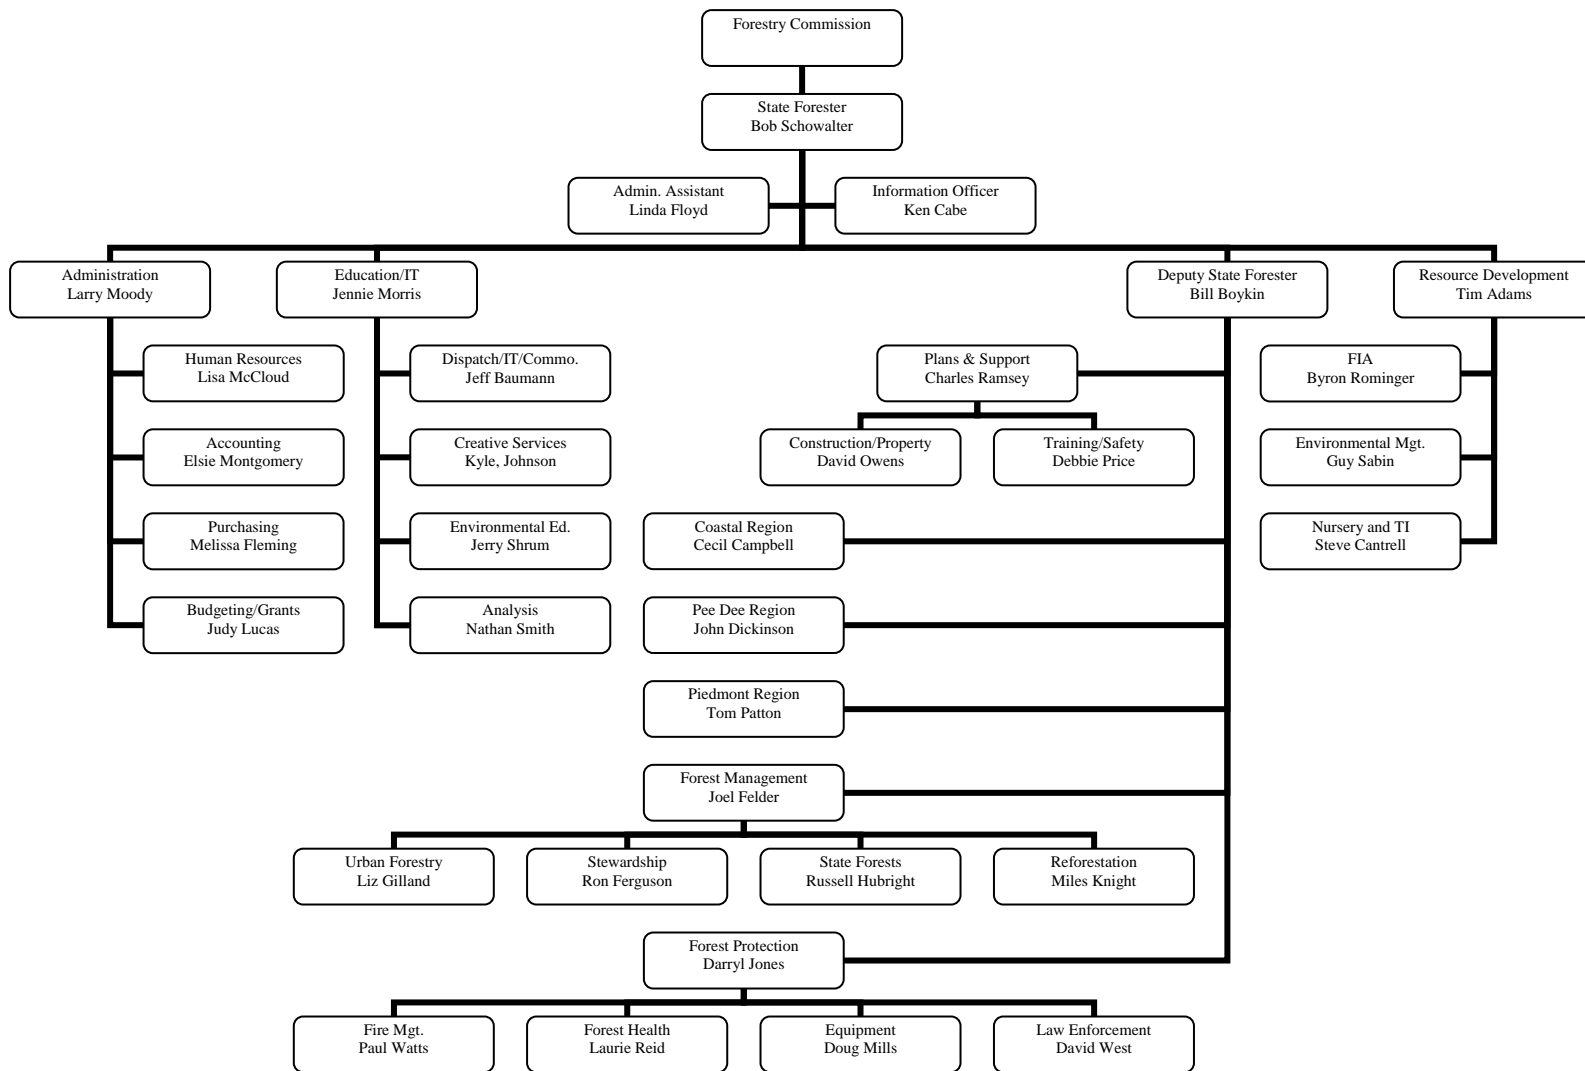 Forestry Commission
State Forester
Bob Schowalter
Admin. Assistant
Linda Floyd
Information Officer
Ken Cabe
Administration
Larry Moody
Education/IT
Jennie Morris
Deputy State Forester
Bill Boykin
Resource Development
Tim Adams
Human Resources
Lisa McCloud
Dispatch/IT/Commo.
Jeff Baumann
Plans & Support
Charles Ramsey
FIA
Byron Rominger
Accounting
Elsie Montgomery
Creative Services
Kyle, Johnson
Construction/Property
David Owens
Training/Safety
Debbie Price
Environmental Mgt.
Guy Sabin
Purchasing
Melissa Fleming
Environmental Ed.
Jerry Shrum
Coastal Region
Cecil Campbell
Nursery and TI
Steve Cantrell
Budgeting/Grants
Judy Lucas
Analysis
Nathan Smith
Pee Dee Region
John Dickinson
Piedmont Region
Tom Patton
Forest Management
Joel Felder
Urban Forestry
Liz Gilland
Stewardship
Ron Ferguson
State Forests
Russell Hubright
Reforestation
Miles Knight
Forest Protection
Darryl Jones
Fire Mgt.
Paul Watts
Forest Health
Laurie Reid
Equipment
Doug Mills
Law Enforcement
David West